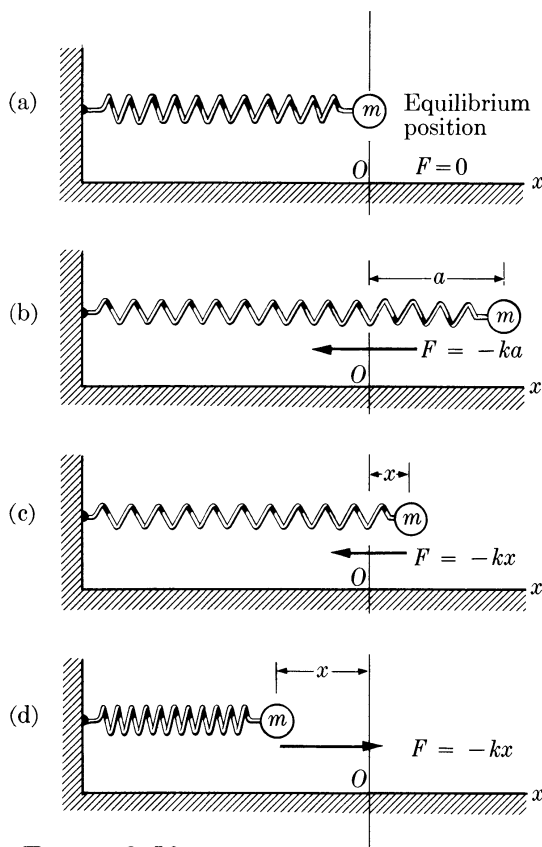 (a)
m
Equilibrium
position
O
F = 0
x
(b)
a
m
F = −ka
O
x
(c)
x
m
F = −kx
O
x
(d)
x
m
F = −kx
O
x